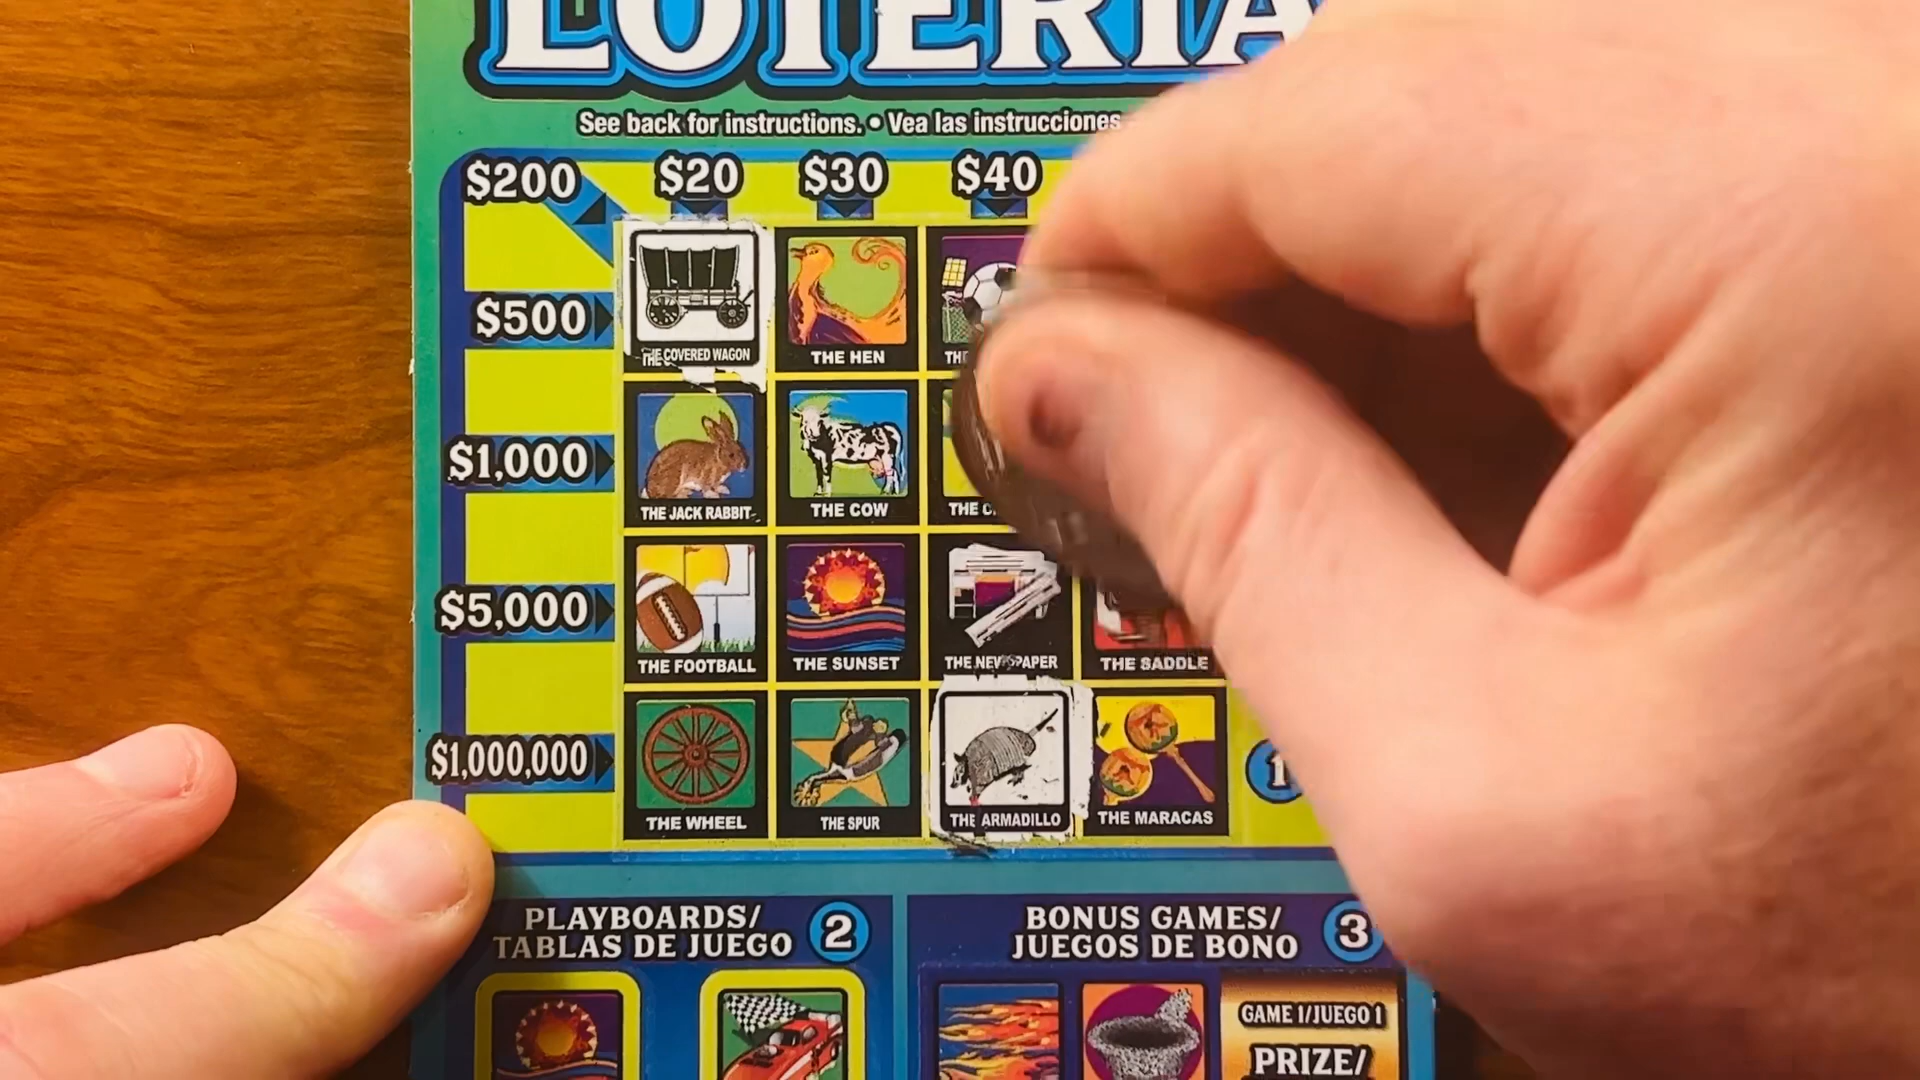 LOTERIA
See back for instructions. • Vea las instrucciones
$200 $20 $30 $40
$500
THE COVERED WAGON THE HEN THE
$1,000
THE JACK RABBIT THE COW THE
$5,000
THE FOOTBALL THE SUNSET THE NEWSPAPER THE SADDLE
$1,000,000
THE WHEEL THE SPUR THE ARMADILLO THE MARACAS
1
PLAYBOARDS/
TABLAS DE JUEGO
2
BONUS GAMES/
JUEGOS DE BONO
3
GAME 1/JUEGO 1
PRIZE/